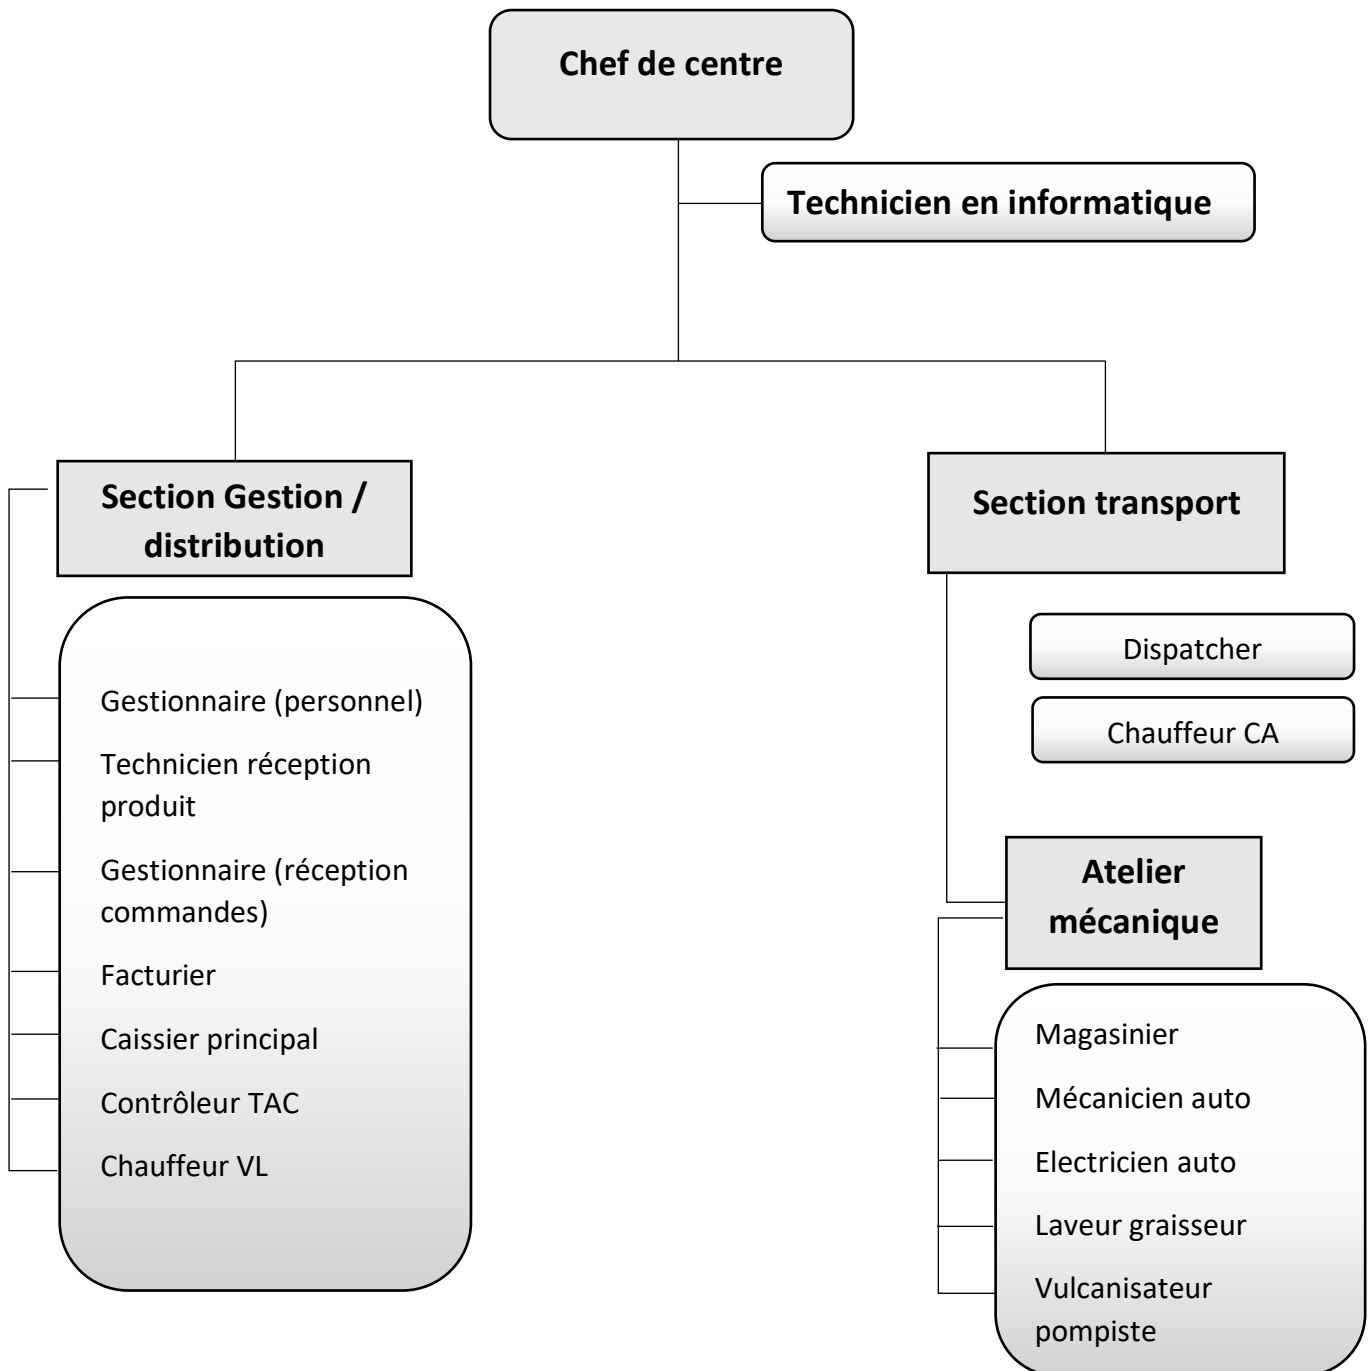 Chef de centre
Technicien en informatique
Section Gestion /
distribution
Gestionnaire (personnel)
Technicien réception
produit
Gestionnaire (réception
commandes)
Facturier
Caissier principal
Contrôleur TAC
Chauffeur VL
Section transport
Dispatcher
Chauffeur CA
Atelier
mécanique
Magasinier
Mécanicien auto
Electricien auto
Laveur graisseur
Vulcanisateur
pompiste